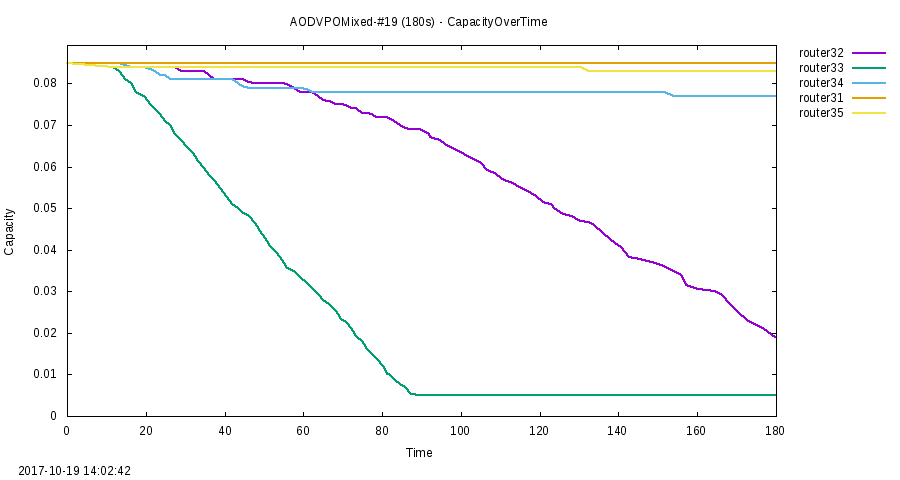 AODVPOMixed-#19 (180s) - CapacityOverTime
router32
router33
router34
router31
router35
0.08
0.07
0.06
0.05
0.04
0.03
0.02
0.01
0
Capacity
0 20 40 60 80 100 120 140 160 180
Time
2017-10-19 14:02:42